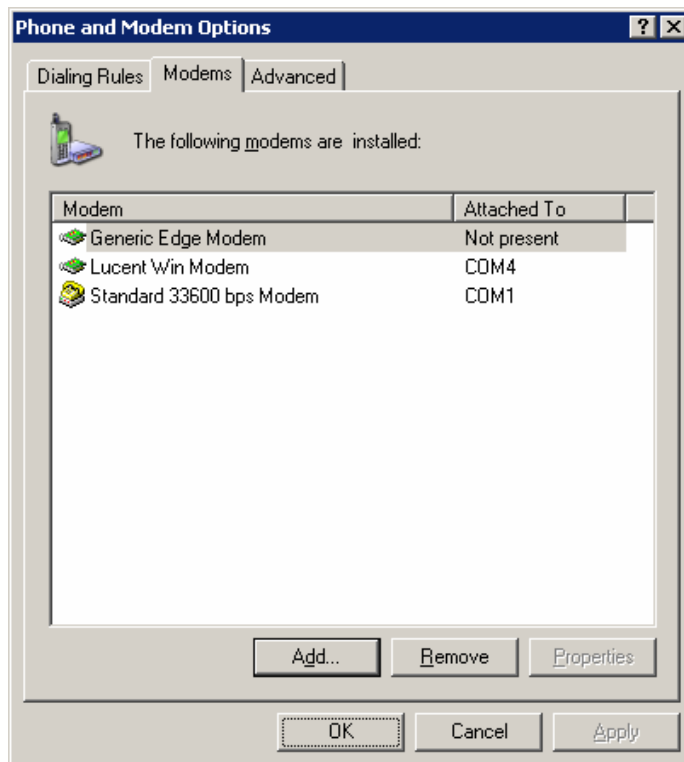 Phone and Modem Options
Dialing Rules Modems Advanced
The following modems are installed:
Modem Attached To
Generic Edge Modem Not present
Lucent Win Modem COM4
Standard 33600 bps Modem COM1
Add... Remove Properties
OK Cancel Apply